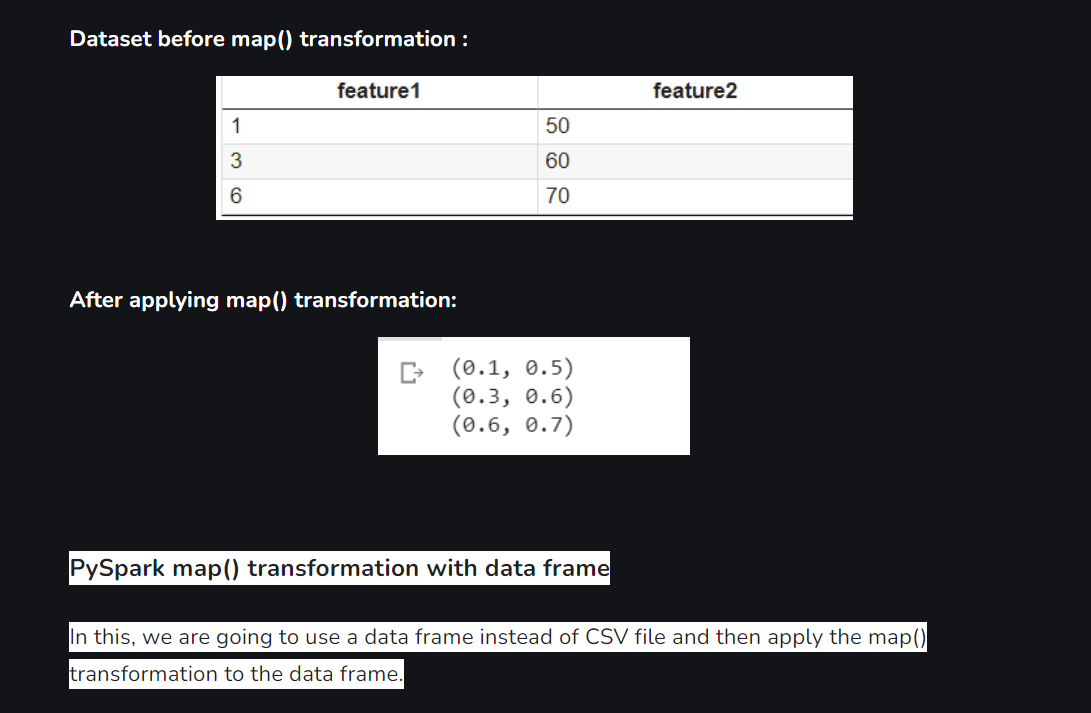 Dataset before map() transformation :
feature1 feature2
1 50
3 60
6 70
After applying map() transformation:
(0.1, 0.5)
(0.3, 0.6)
(0.6, 0.7)
PySpark map() transformation with data frame
In this, we are going to use a data frame instead of CSV file and then apply the map()
transformation to the data frame.